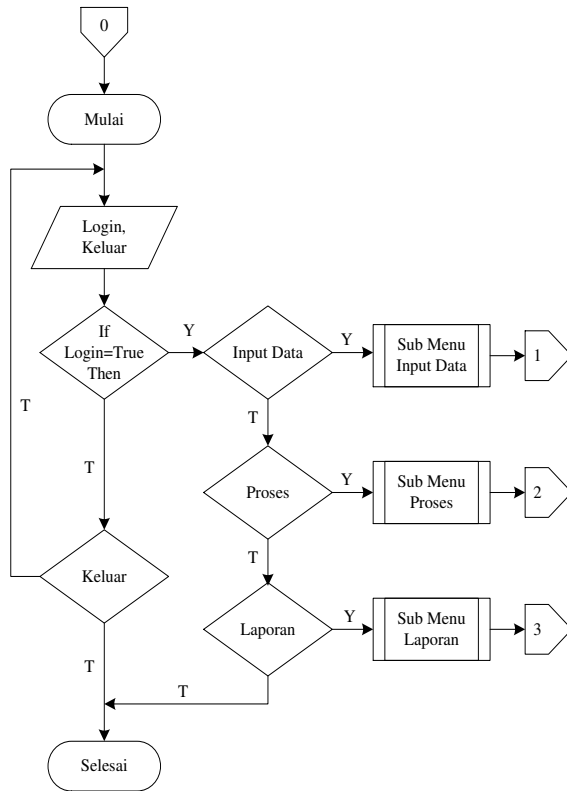 0
Mulai
Login,
Keluar
If
Login=True
Then
Y
Input Data
Y
Sub Menu
Input Data
1
T
T
T
Proses
Y
Sub Menu
Proses
2
T
Keluar
Laporan
Y
Sub Menu
Laporan
3
T
T
Selesai